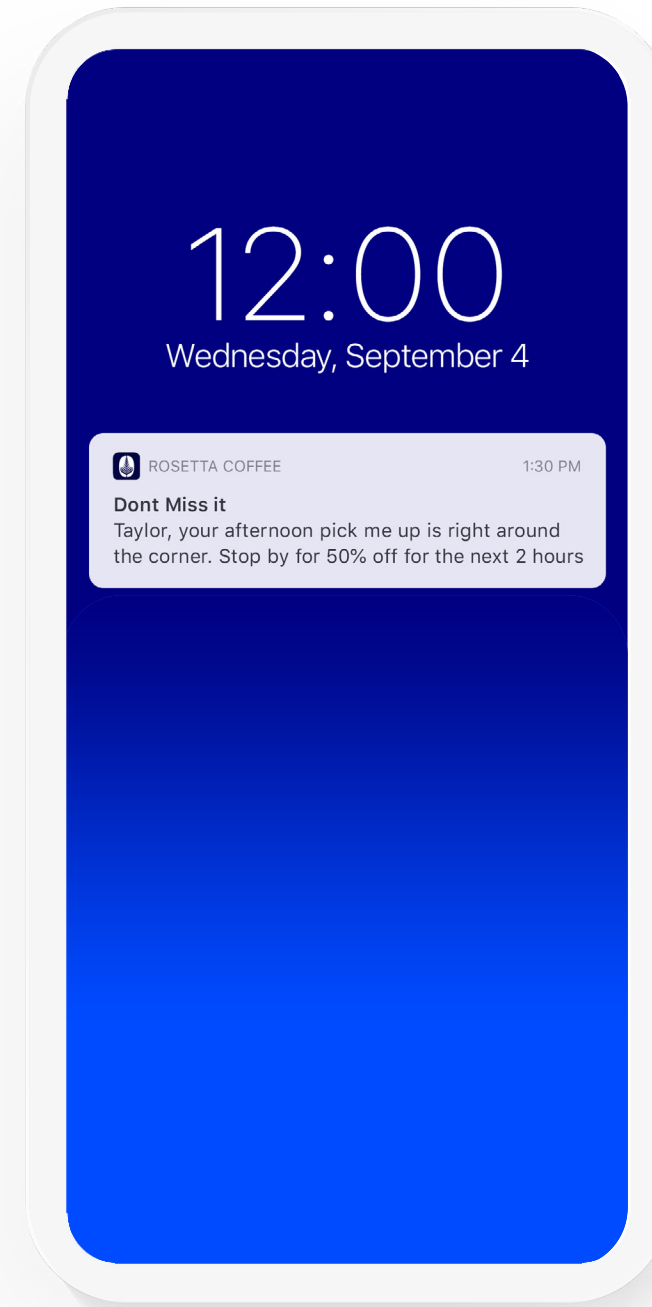 12:00
Wednesday, September 4
ROSETTA COFFEE 1:30 PM
Dont Miss it
Taylor, your afternoon pick me up is right around
the corner. Stop by for 50% off for the next 2 hours